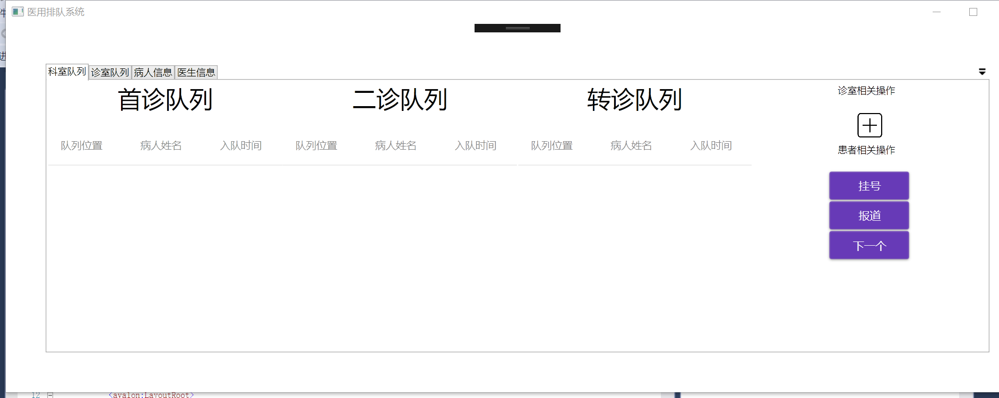 医用排队系统
科室队列 诊室队列 病人信息 医生信息
首诊队列 二诊队列 转诊队列
诊室相关操作
队列位置 病人姓名 入队时间 队列位置 病人姓名 入队时间 队列位置 病人姓名 入队时间
患者相关操作
挂号
报道
下一个
12 <avalon:LayoutRoot>